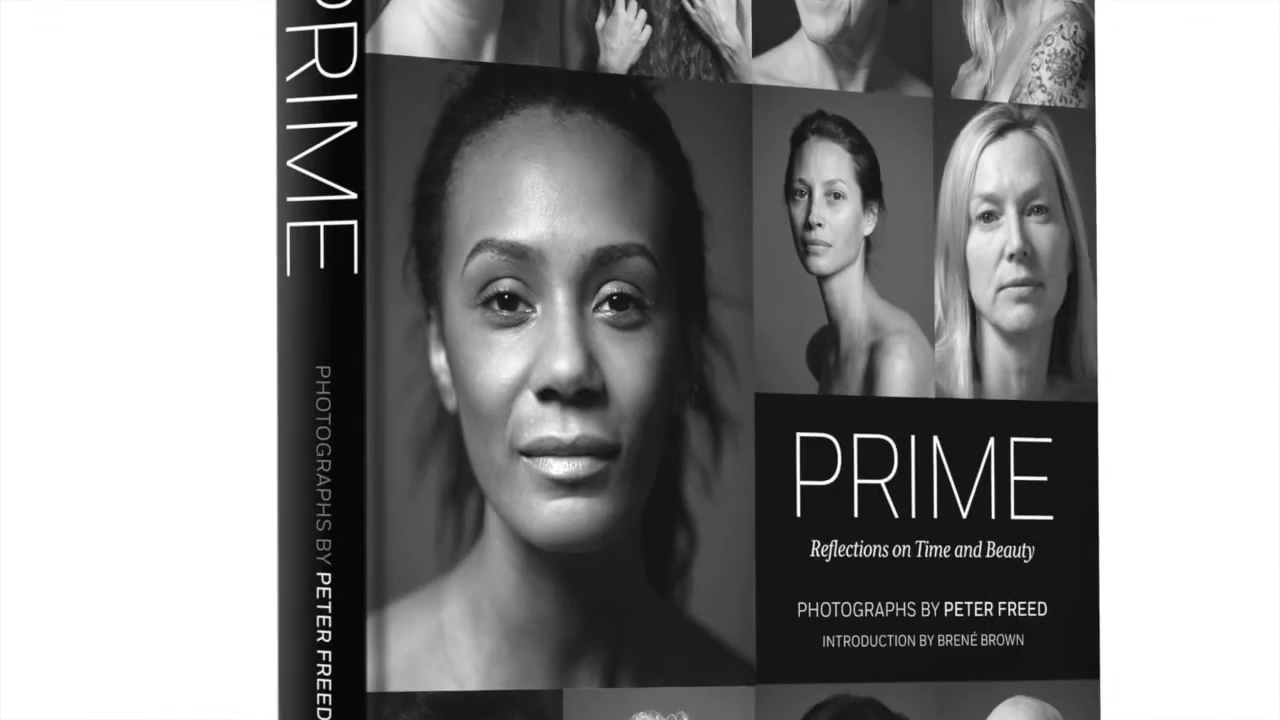 PRIME
PHOTOGRAPHS BY PETER FREED
PRIME
Reflections on Time and Beauty
PHOTOGRAPHS BY PETER FREED
INTRODUCTION BY BRENÉ BROWN